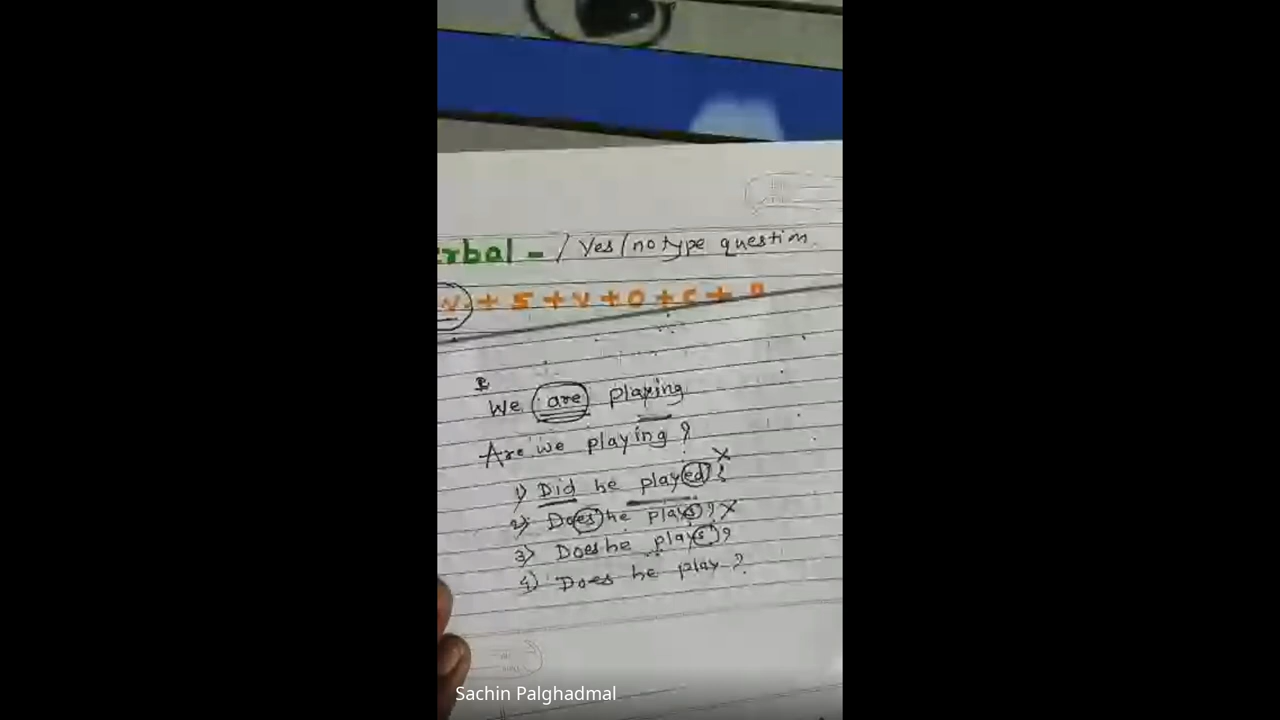 erbal - / Yes/no type question.
V. + S + V + O + C + ?
We are playing
Are we playing ?
1) Did he played ? X
2) Does he plays ? X
3) Does he plays ?
4) Does he play ?
Sachin Palghadmal